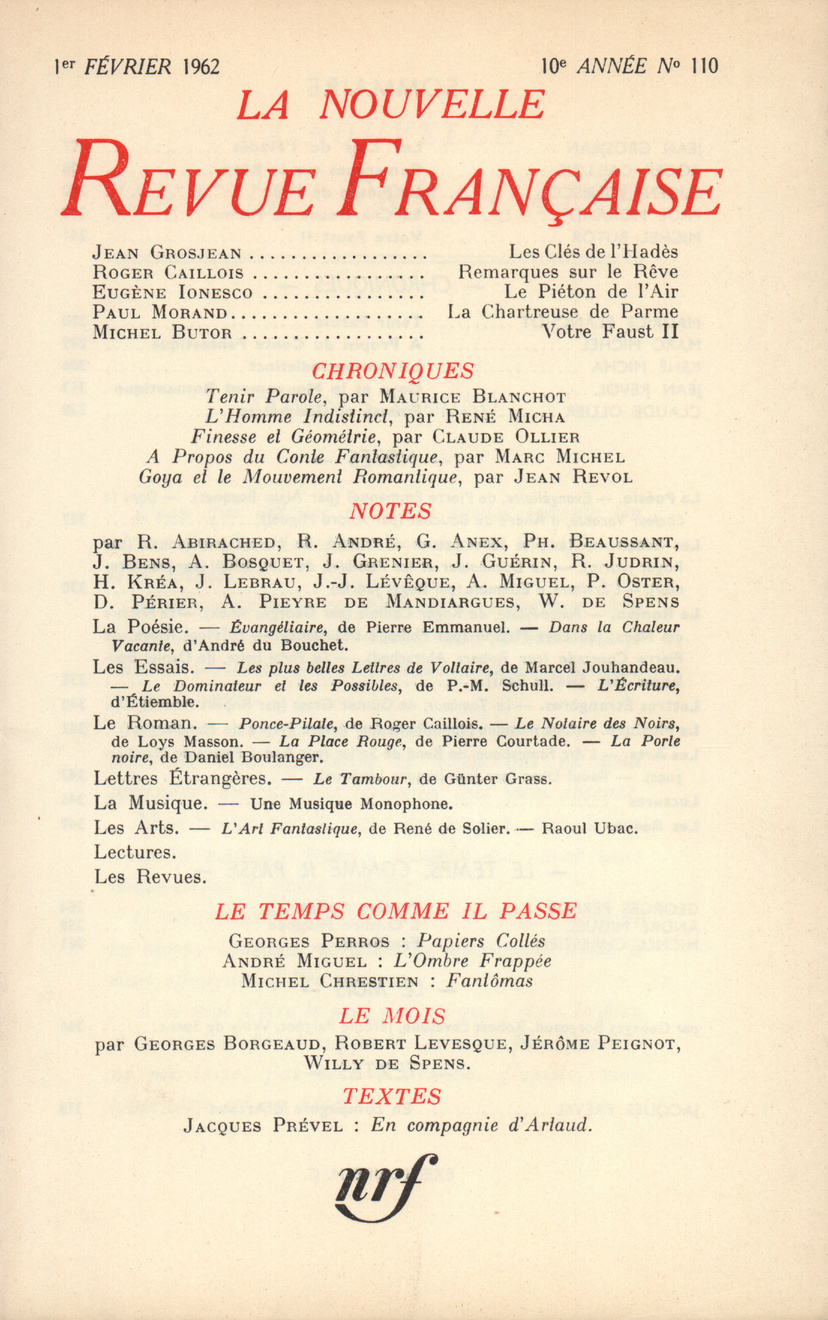 1er FÉVRIER 1962
10e ANNÉE No 110
LA NOUVELLE
REVUE FRANÇAISE
JEAN GROSJEAN .................. Les Clés de l'Hadès
ROGER CAILLOIS ................. Remarques sur le Rêve
EUGÈNE IONESCO ................ Le Piéton de l'Air
PAUL MORAND................... La Chartreuse de Parme
MICHEL BUTOR .................. Votre Faust II
CHRONIQUES
Tenir Parole, par MAURICE BLANCHOT
L'Homme Indistinct, par RENÉ MICHA
Finesse et Géométrie, par CLAUDE OLLIER
A Propos du Conte Fantastique, par MARC MICHEL
Goya et le Mouvement Romantique, par JEAN REVOL
NOTES
par R. ABIRACHED, R. ANDRÉ, G. ANEX, PH. BEAUSSANT,
J. BENS, A. BOSQUET, J. GRENIER, J. GUÉRIN, R. JUDRIN,
H. KRÉA, J. LEBRAU, J.-J. LÉVÊQUE, A. MIGUEL, P. OSTER,
D. PÉRIER, A. PIEYRE DE MANDIARGUES, W. DE SPENS
La Poésie. — Évangéliaire, de Pierre Emmanuel. — Dans la Chaleur
Vacante, d'André du Bouchet.
Les Essais. — Les plus belles Lettres de Voltaire, de Marcel Jouhandeau.
— Le Dominateur et les Possibles, de P.-M. Schull. — L'Écriture,
d'Étiemble.
Le Roman. — Ponce-Pilate, de Roger Caillois. — Le Notaire des Noirs,
de Loys Masson. — La Place Rouge, de Pierre Courtade. — La Porte
noire, de Daniel Boulanger.
Lettres Étrangères. — Le Tambour, de Günter Grass.
La Musique. — Une Musique Monophone.
Les Arts. — L'Art Fantastique, de René de Solier. — Raoul Ubac.
Lectures.
Les Revues.
LE TEMPS COMME IL PASSE
GEORGES PERROS : Papiers Collés
ANDRÉ MIGUEL : L'Ombre Frappée
MICHEL CHRESTIEN : Fantômas
LE MOIS
par GEORGES BORGEAUD, ROBERT LEVESQUE, JÉRÔME PEIGNOT,
WILLY DE SPENS.
TEXTES
JACQUES PRÉVEL : En compagnie d'Artaud.
nrf